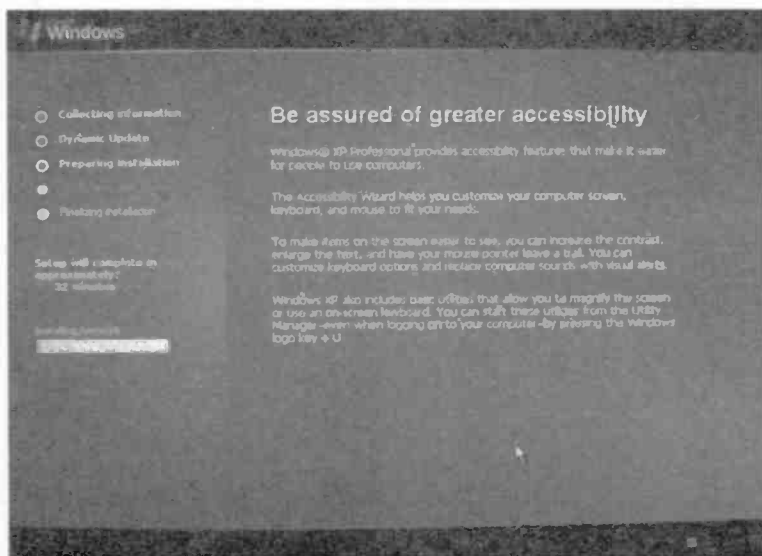 Windows
Collecting information
Dynamic Update
Preparing installation
Finalizing installation
Setup will complete in
approximately:
32 minutes
Be assured of greater accessibility
Windows® XP Professional provides accessibility features that make it easier
for people to use computers.
The Accessibility Wizard helps you customize your computer screen,
keyboard, and mouse to fit your needs.
To make items on the screen easier to see, you can increase the contrast,
enlarge the text, and have your mouse pointer leave a trail. You can
customize keyboard options and replace computer sounds with visual alerts.
Windows XP also includes basic utilities that allow you to magnify the screen
or use an on-screen keyboard. You can start these utilities from the Utility
Manager -even when logging on to your computer -by pressing the Windows
logo key + U